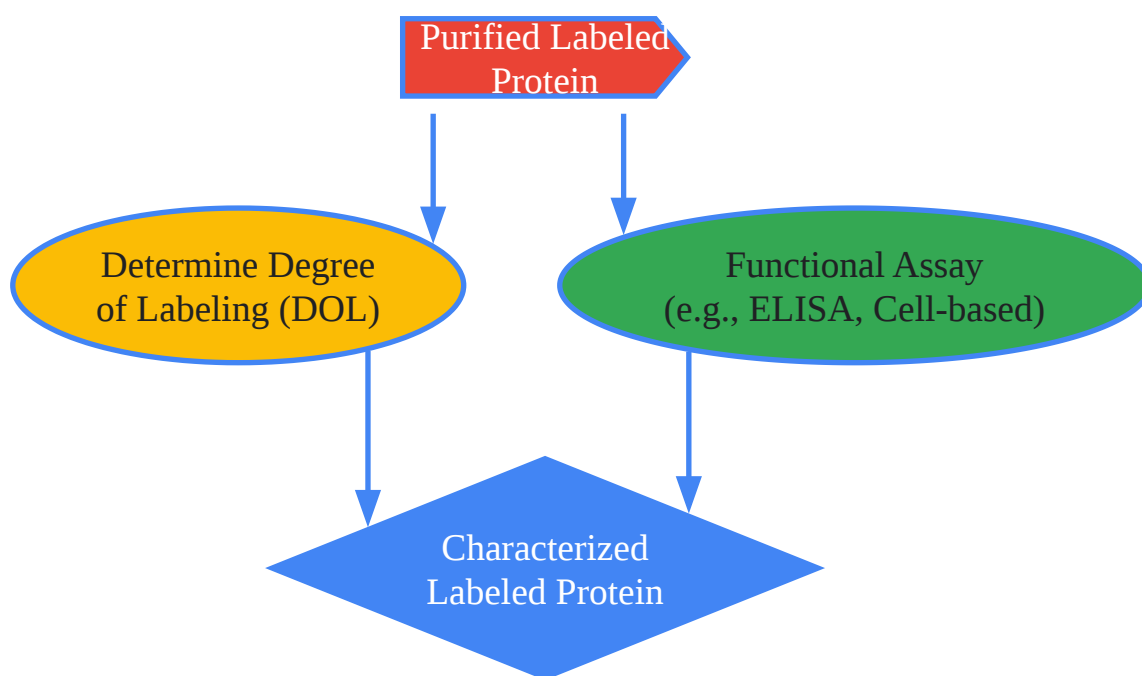 Purified Labeled
Protein
Determine Degree
of Labeling (DOL)
Functional Assay
(e.g., ELISA, Cell-based)
Characterized
Labeled Protein